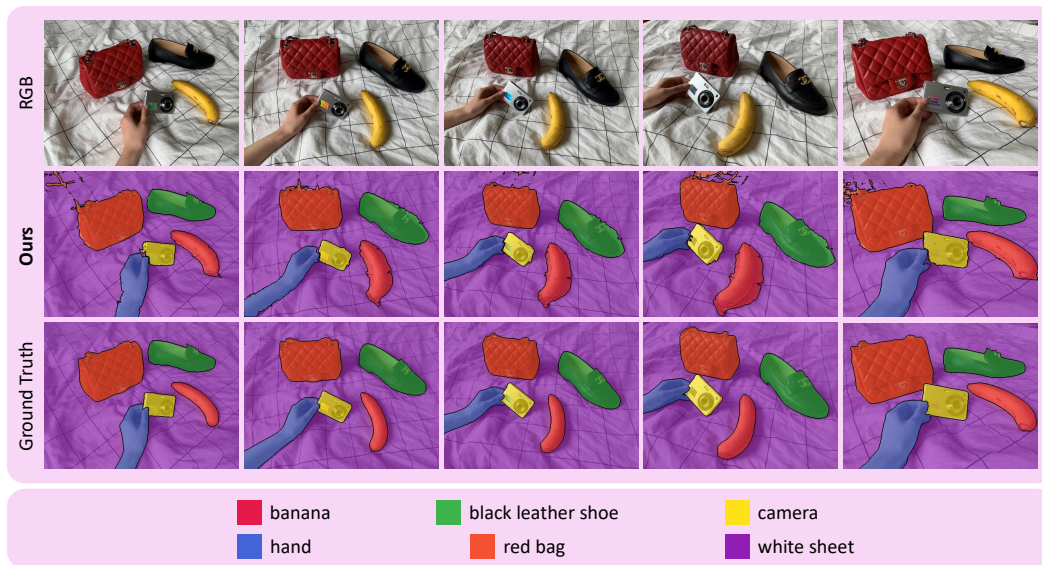 RGB
Ours
Ground Truth
banana
black leather shoe
camera
hand
red bag
white sheet